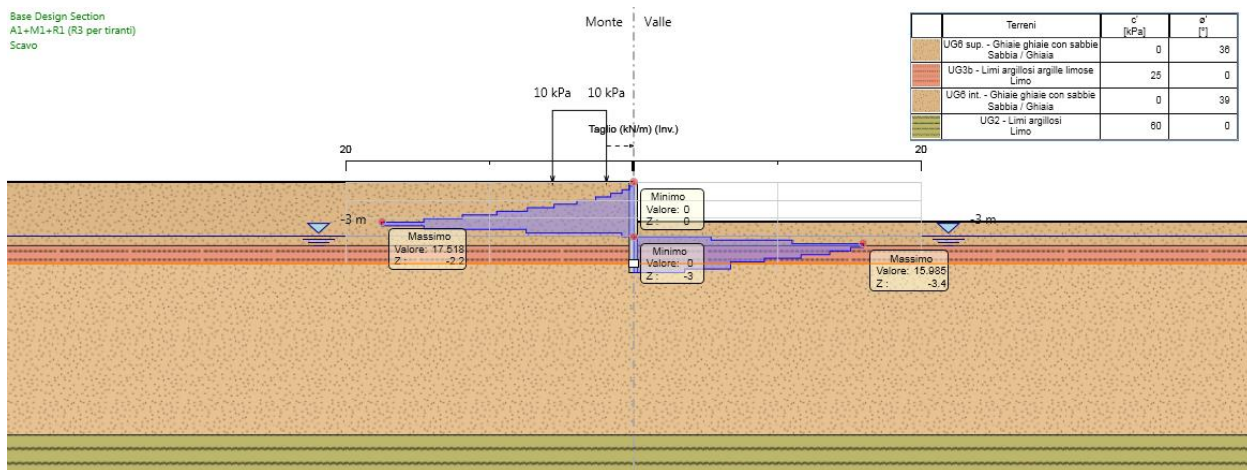 Base Design Section
A1+M1+R1 (R3 per tiranti)
Scavo
Monte
Valle
Terreni
c'
[kPa]
ø'
[°]
UG6 sup. - Ghiaie ghiaie con sabbie
Sabbia / Ghiaia
0
36
UG3b - Limi argillosi argille limose
Limo
25
0
UG6 int. - Ghiaie ghiaie con sabbie
Sabbia / Ghiaia
0
39
UG2 - Limi argillosi
Limo
60
0
10 kPa
10 kPa
Taglio (kN/m) (Inv.)
20
20
Minimo
Valore: 0
Z : 0
-3 m
-3 m
Massimo
Valore: 17.518
Z : -2.2
Minimo
Valore: 0
Z : -3
Massimo
Valore: 15.985
Z : -3.4